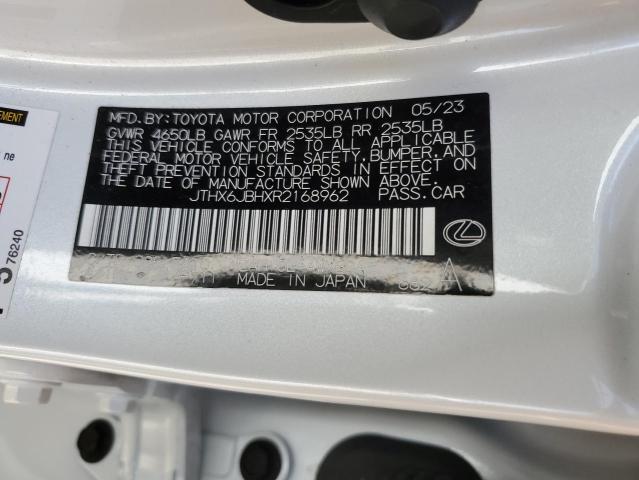 MFD.BY:TOYOTA MOTOR CORPORATION 05/23
GVWR 4650LB GAWR FR 2535LB RR 2535LB
THIS VEHICLE CONFORMS TO ALL APPLICABLE
FEDERAL MOTOR VEHICLE SAFETY,BUMPER,AND
THEFT PREVENTION STANDARDS IN EFFECT ON
THE DATE OF MANUFACTURE SHOWN ABOVE.
JTHX6JBHXR2168962 PASS.CAR
MADE IN JAPAN
A
EMENT
ne
76240